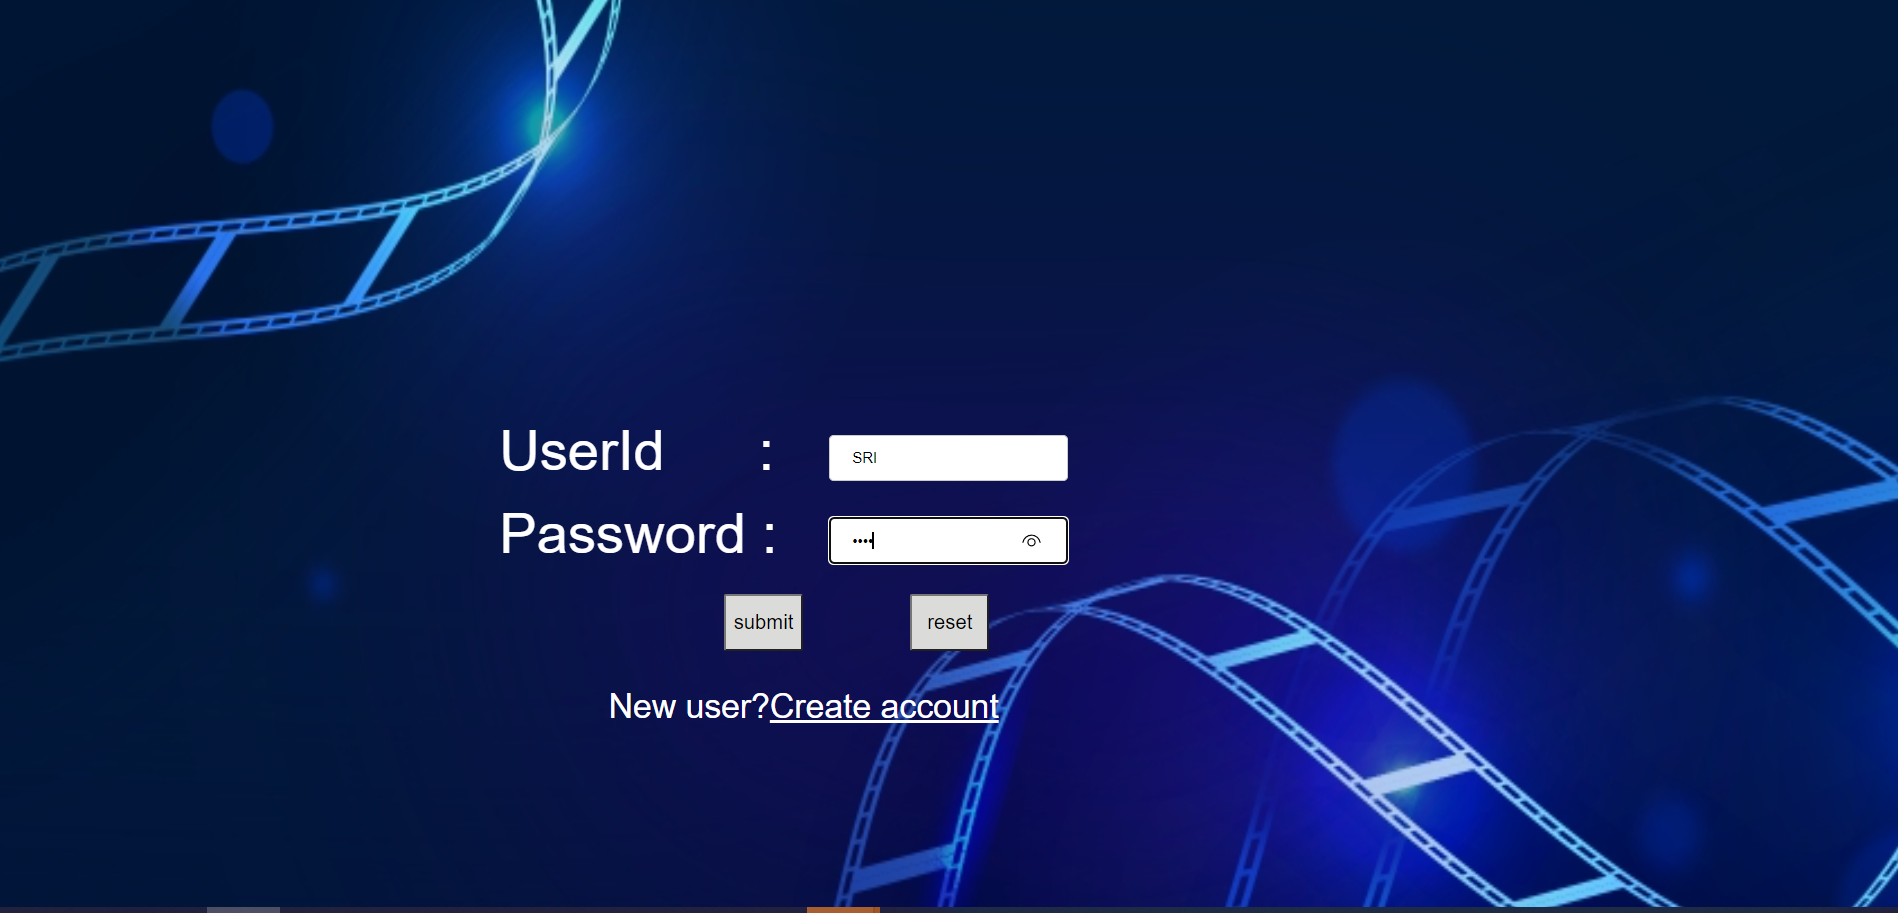 UserId : SRI
Password : ••••
submit reset
New user?Create account